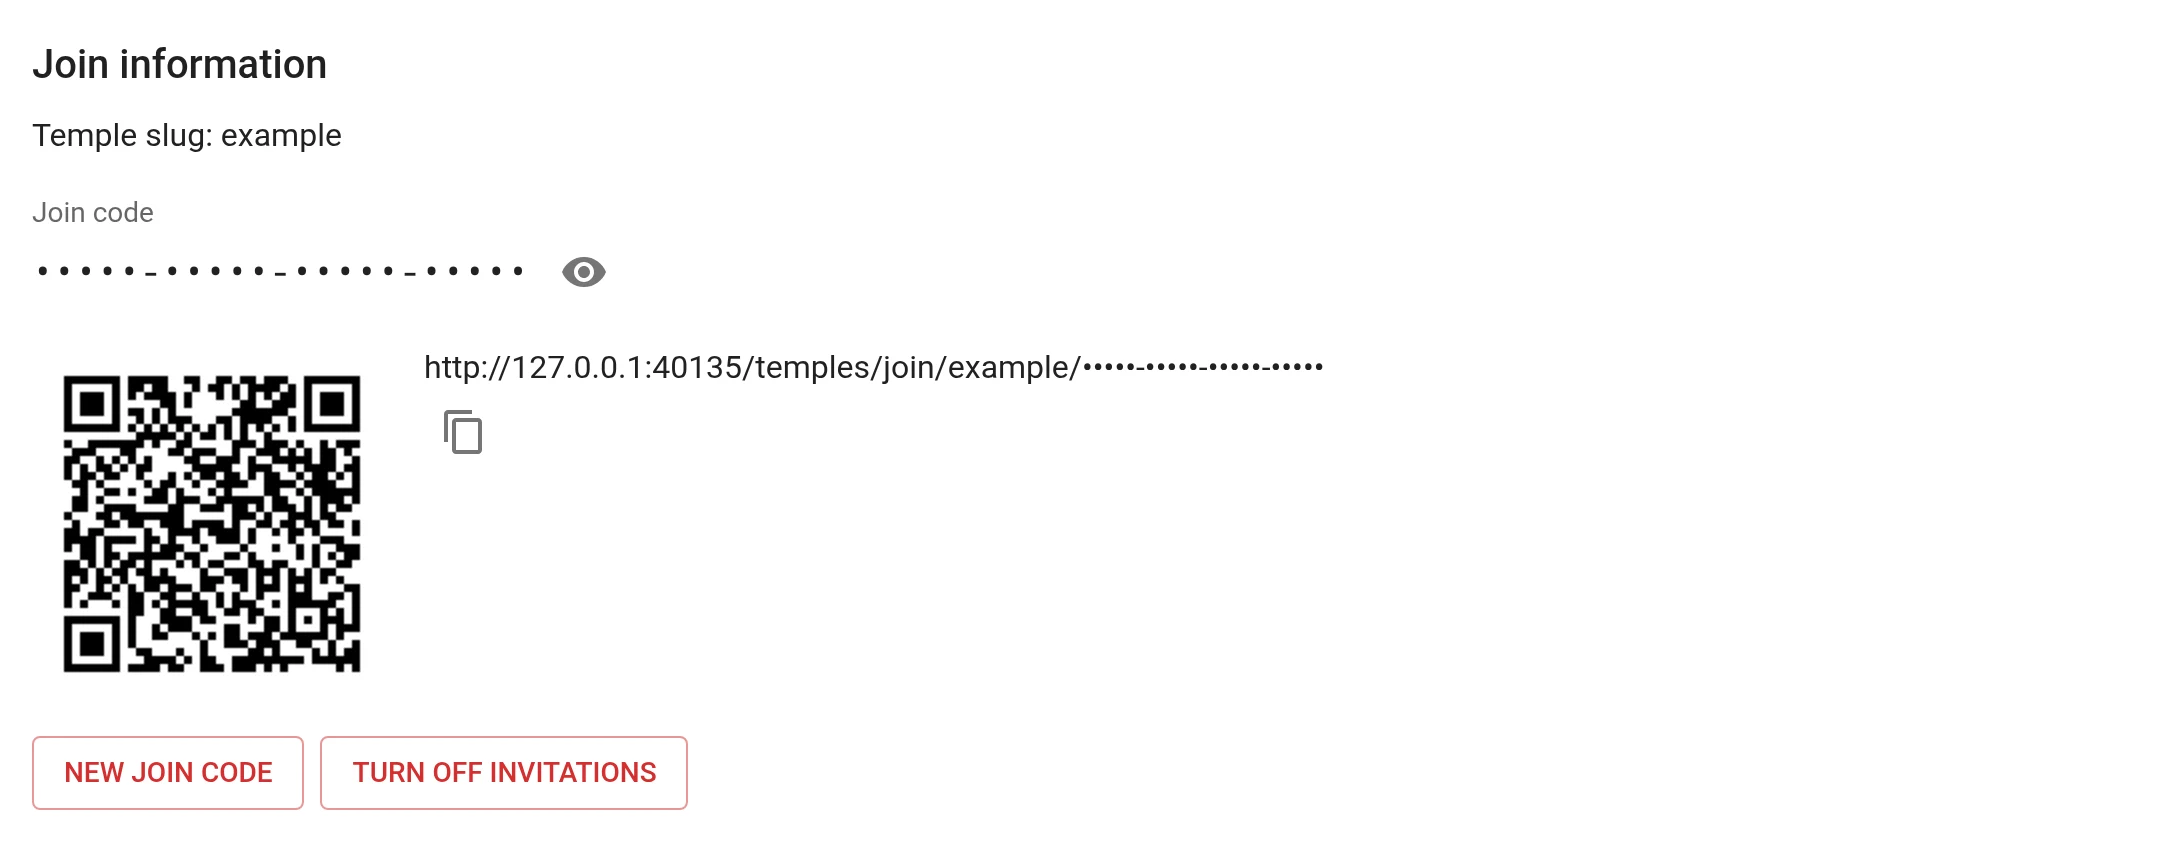 Join information
Temple slug: example
Join code
•••••-•••••-•••••-•••••
http://127.0.0.1:40135/temples/join/example/•••••-•••••-•••••-•••••
NEW JOIN CODE
TURN OFF INVITATIONS